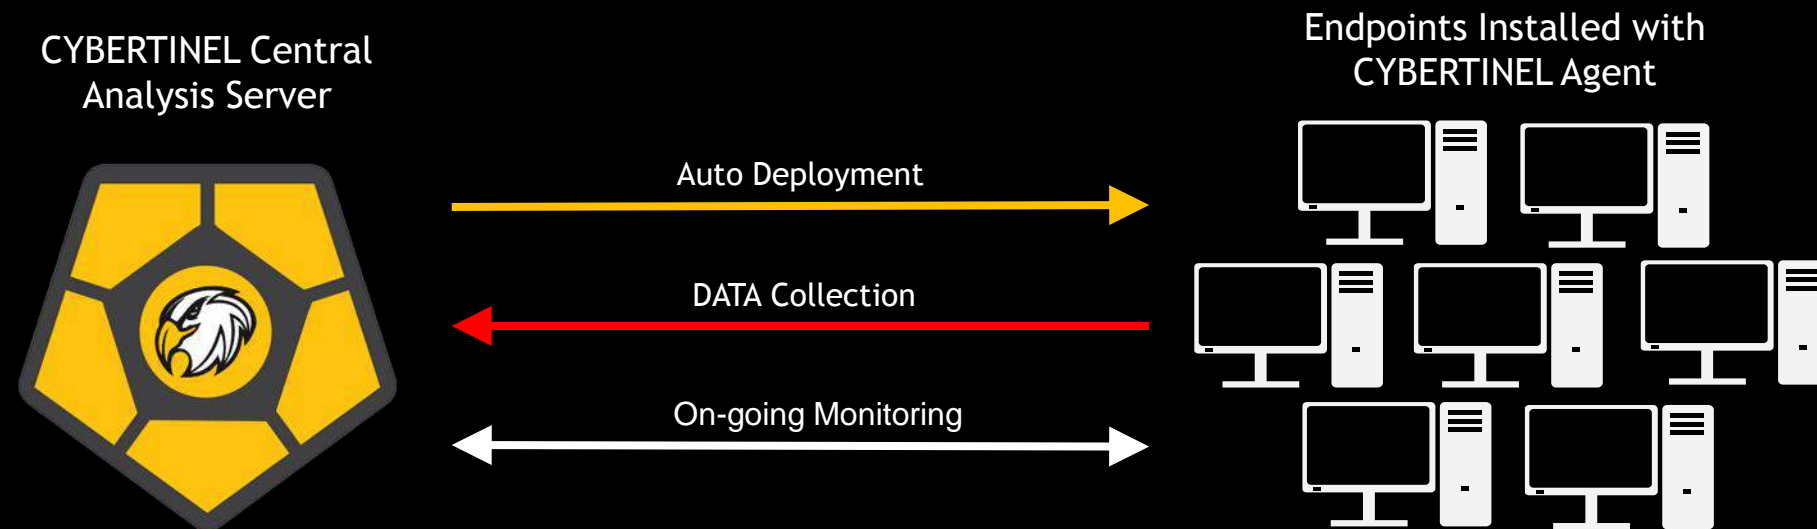 CYBERTINEL Central
Analysis Server
Endpoints Installed with
CYBERTINEL Agent
Auto Deployment
DATA Collection
On-going Monitoring